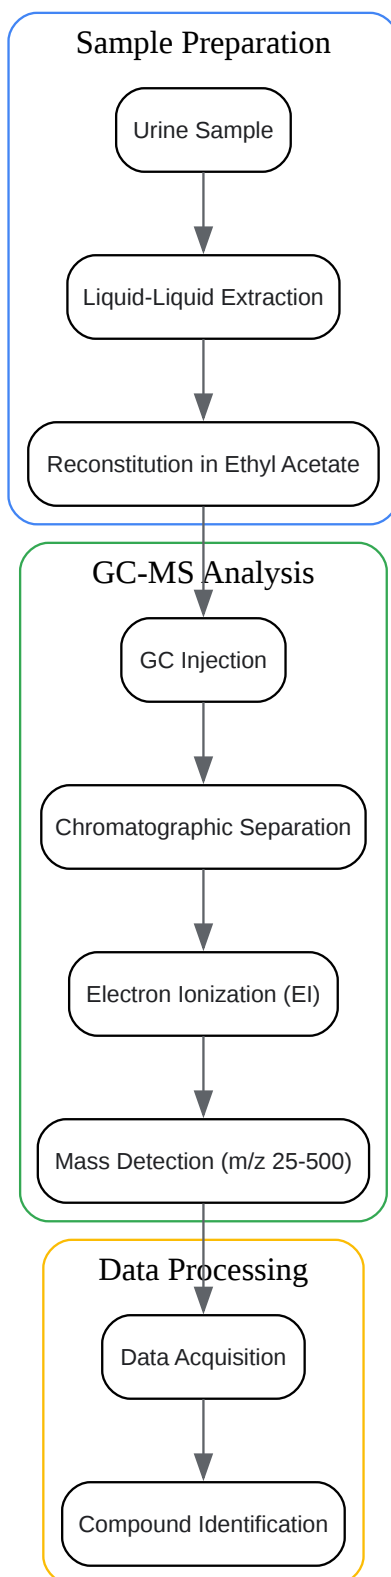 Sample Preparation
Urine Sample
Liquid-Liquid Extraction
Reconstitution in Ethyl Acetate
GC-MS Analysis
GC Injection
Chromatographic Separation
Electron Ionization (EI)
Mass Detection (m/z 25-500)
Data Processing
Data Acquisition
Compound Identification